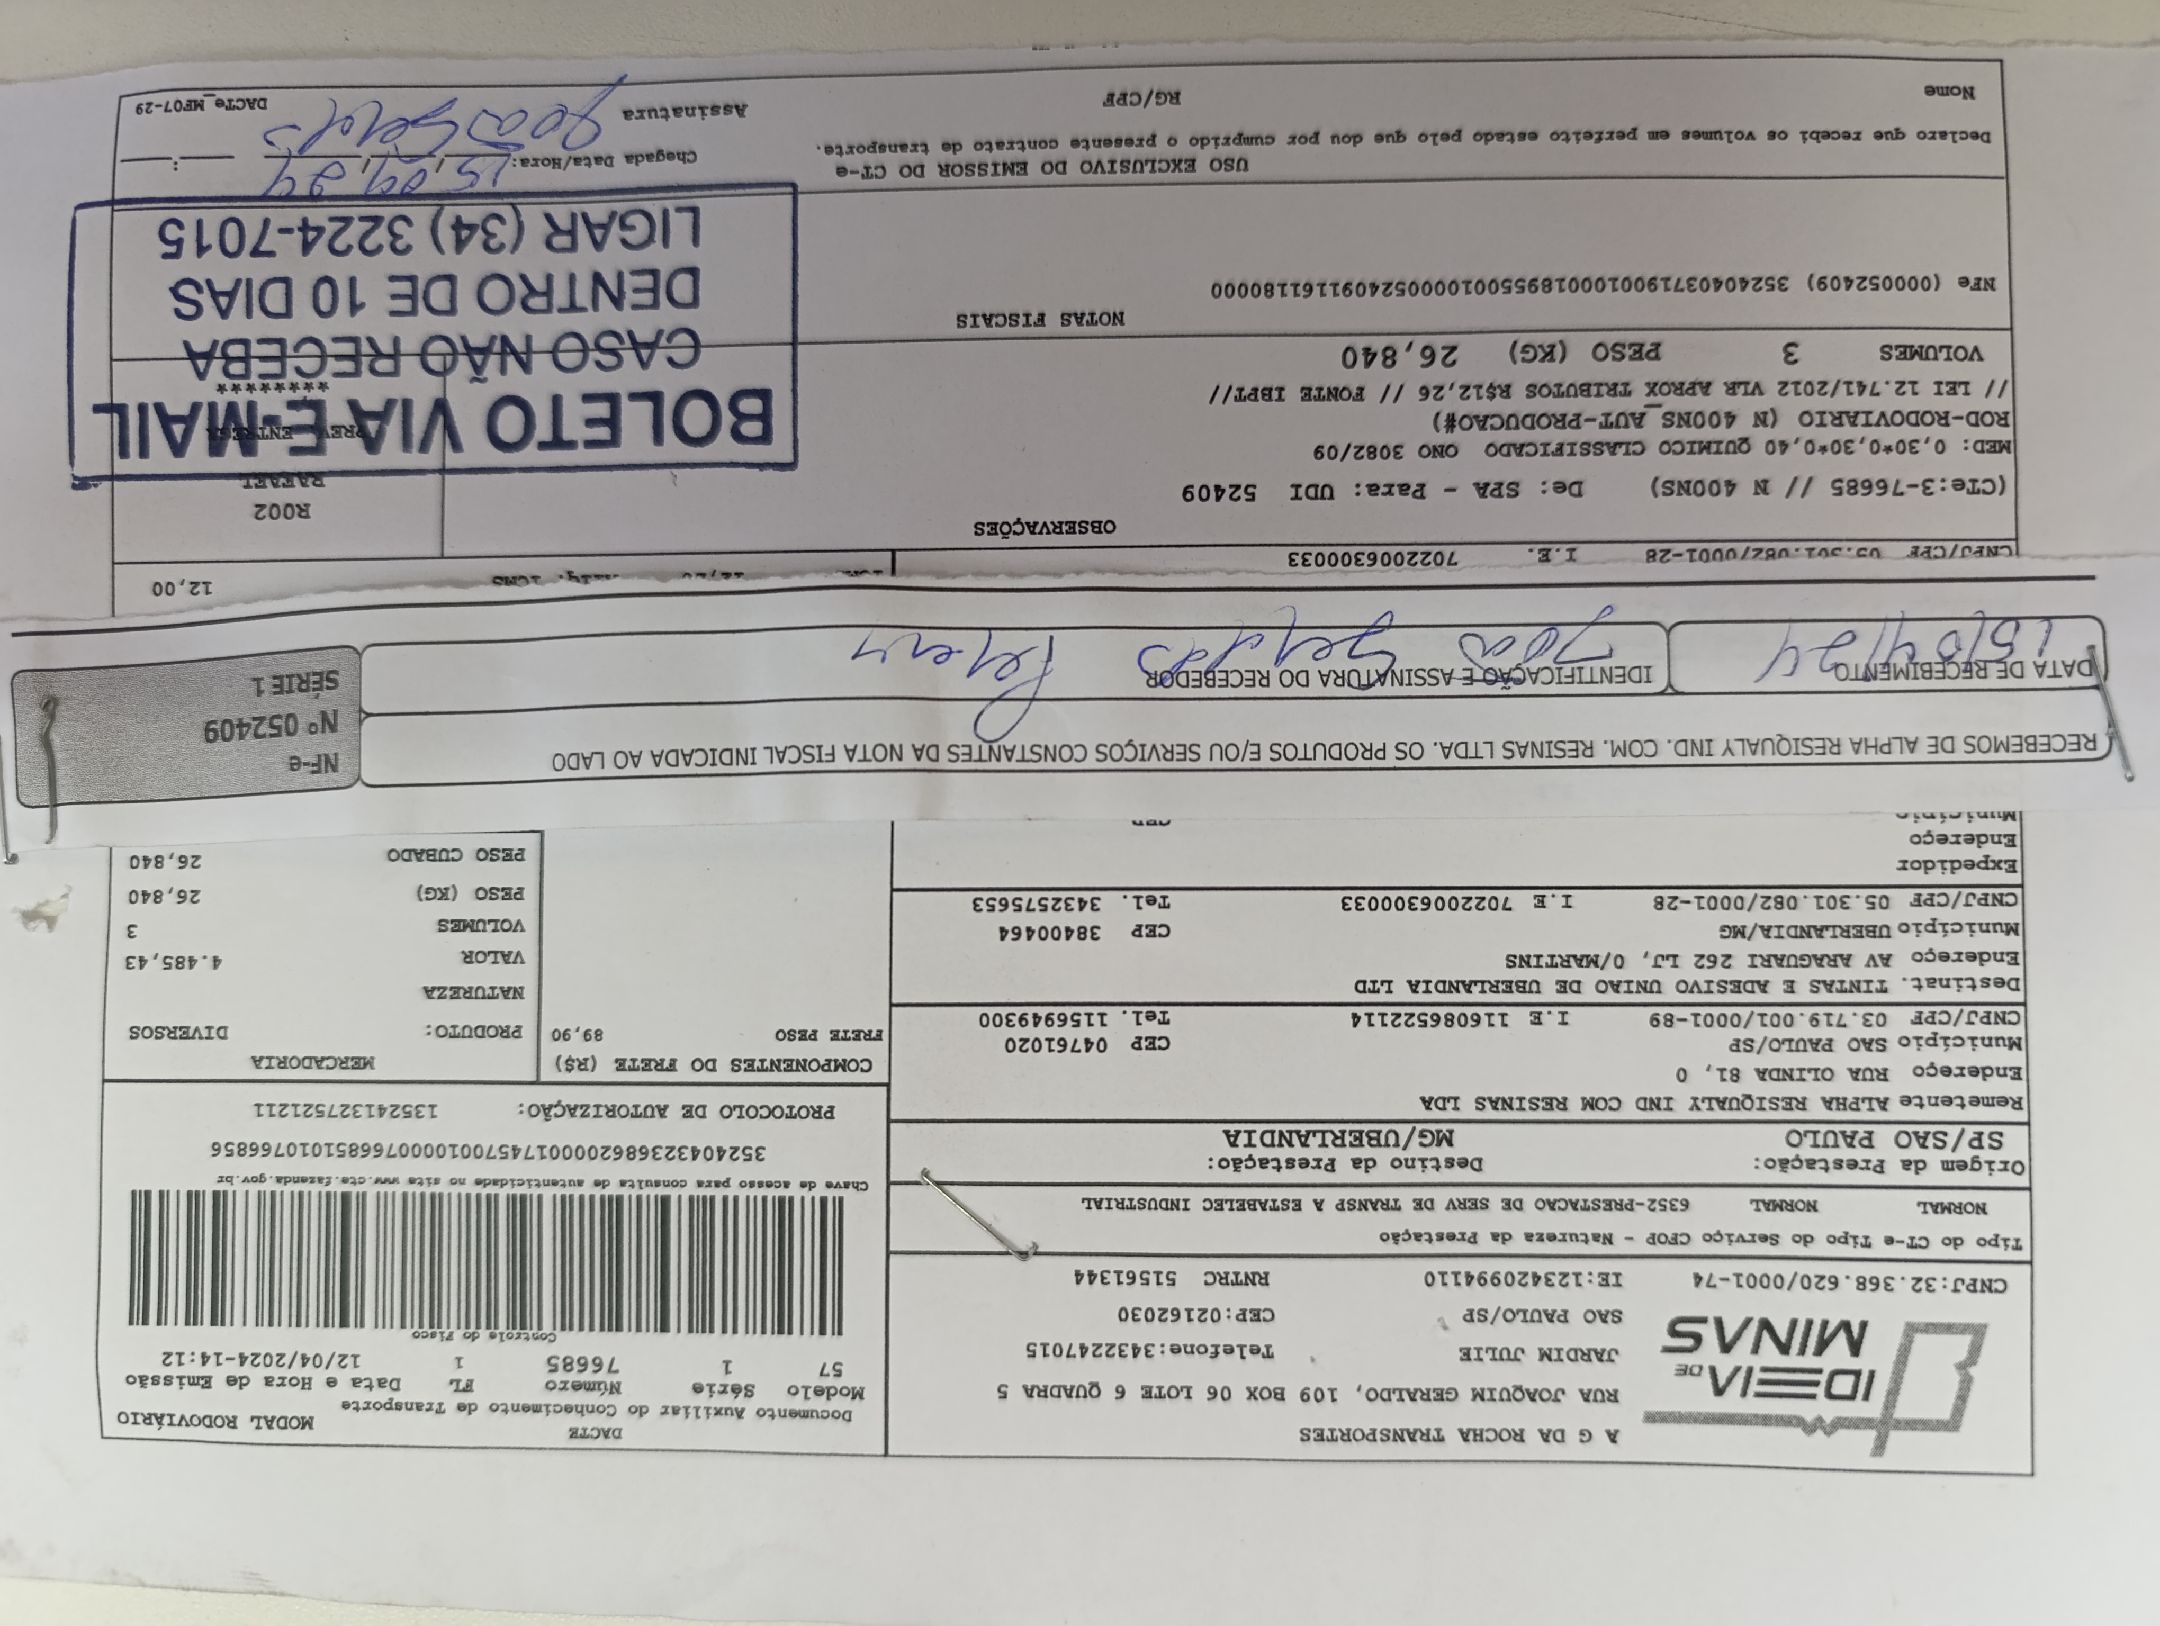 IDEIA DE
MINAS
A G DA ROCHA TRANSPORTES
RUA JOAQUIM GERALDO, 109 BOX 06 LOTE 6 QUADRA 5
JARDIM JULIE Telefone:3432247015
SAO PAULO/SP CEP:02162030
CNPJ:32.368.620/0001-74 IE:123420994110 RNTRC 51561344
Tipo do CT-e Tipo do Serviço CFOP - Natureza da Prestação
NORMAL NORMAL 6352-PRESTACAO DE SERV DE TRANSP A ESTABELEC INDUSTRIAL
Origem da Prestação: Destino da Prestação:
SP/SAO PAULO MG/UBERLANDIA
Remetente ALPHA RESIQUALY IND COM RESINAS LDA
Endereço RUA OLINDA 81, 0
Município SAO PAULO/SP CEP 04761020
CNPJ/CPF 03.719.001/0001-89 I.E 116086522114 Tel. 1156949300
Destinat. TINTAS E ADESIVO UNIAO DE UBERLANDIA LTD
Endereço AV ARAGUARI 262 LJ, 0/MARTINS
Município UBERLANDIA/MG CEP 38400464
CNPJ/CPF 05.301.082/0001-28 I.E 7022006300033 Tel. 3432575653
Expedidor
Endereço
Município
CEP
DACTE
Documento Auxiliar do Conhecimento de Transporte
MODAL RODOVIÁRIO
Modelo Série Número FL Data e Hora de Emissão
57 1 76685 1 12/04/2024-14:12
Controle do Fisco
Chave de acesso para consulta de autenticidade no site www.cte.fazenda.gov.br
35240432368620000174570010000766851010766856
PROTOCOLO DE AUTORIZAÇÃO: 135241327521211
COMPONENTES DO FRETE (R$)
FRETE PESO 89,90
MERCADORIA
PRODUTO: DIVERSOS
NATUREZA
VALOR 4.485,43
VOLUMES 3
PESO (KG) 26,840
PESO CUBADO 26,840
RECEBEMOS DE ALPHA RESIQUALY IND. COM. RESINAS LTDA. OS PRODUTOS E/OU SERVIÇOS CONSTANTES DA NOTA FISCAL INDICADA AO LADO
DATA DE RECEBIMENTO
15/04/24
IDENTIFICAÇÃO E ASSINATURA DO RECEBEDOR
NF-e
Nº 052409
SÉRIE 1
12,00
CNPJ/CPF 05.301.082/0001-28 I.E. 7022006300033
OBSERVAÇÕES
(CTe:3-76685 // N 400NS) De: SPA - Para: UDI 52409
MED: 0,30*0,30*0,40 QUIMICO CLASSIFICADO ONO 3082/09
ROD-RODOVIARIO (N 400NS_AUT-PRODUCAO#)
// LEI 12.741/2012 VLR APROX TRIBUTOS R$12,26 // FONTE IBPT//
VOLUMES 3 PESO (KG) 26,840
R002
RAFAEL
PREV. ENTREGA
*********
BOLETO VIA E-MAIL
CASO NÃO RECEBA
DENTRO DE 10 DIAS
LIGAR (34) 3224-7015
NOTAS FISCAIS
NFe (000052409) 35240403719001000189550010000524091161180000
USO EXCLUSIVO DO EMISSOR DO CT-e
Declaro que recebi os volumes em perfeito estado pelo que dou por cumprido o presente contrato de transporte.
Chegada Data/Hora: 15/04/24
Nome RG/CPF Assinatura
DACTe_MF07-29